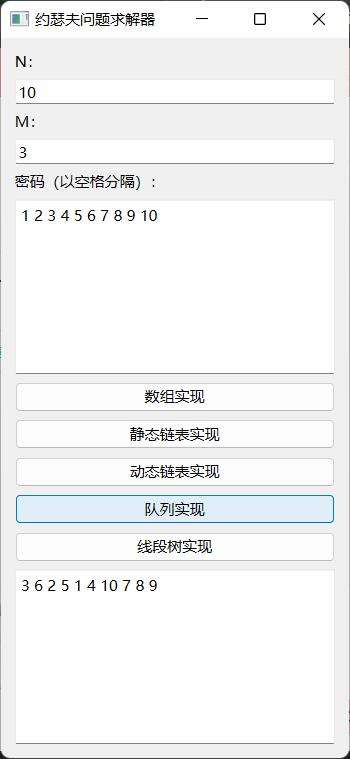 约瑟夫问题求解器
N：
10
M：
3
密码（以空格分隔）：
1 2 3 4 5 6 7 8 9 10
数组实现
静态链表实现
动态链表实现
队列实现
线段树实现
3 6 2 5 1 4 10 7 8 9